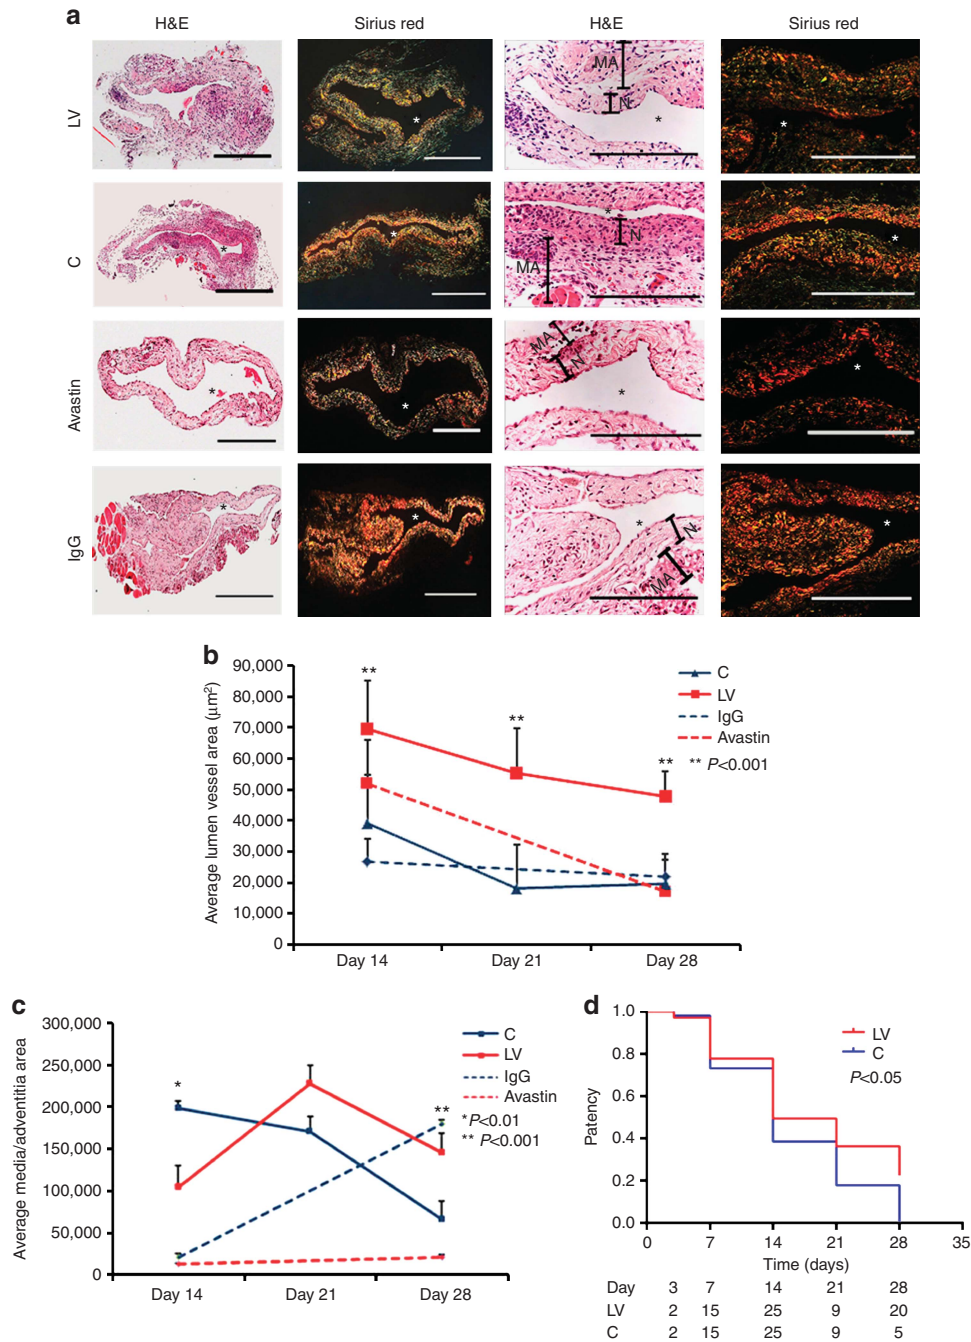 a
H&E Sirius red H&E Sirius red
LV
MA
N
*
*
*
C
*
*
*
N
MA
*
Avastin
*
*
MA
N
*
*
IgG
*
*
*
N
MA
*
b
Average lumen vessel area (µm²)
90,000
80,000
70,000
60,000
50,000
40,000
30,000
20,000
10,000
0
**
**
**
C
LV
IgG
Avastin
** P<0.001
Day 14 Day 21 Day 28
c
Average media/adventitia area
300,000
250,000
200,000
150,000
100,000
50,000
0
*
**
C
LV
IgG
Avastin
*P<0.01
** P<0.001
Day 14 Day 21 Day 28
d
Patency
1.0
0.8
0.6
0.4
0.2
0.0
LV
C
P<0.05
0 7 14 21 28 35
Time (days)
Day 3 7 14 21 28
LV 2 15 25 9 20
C 2 15 25 9 5